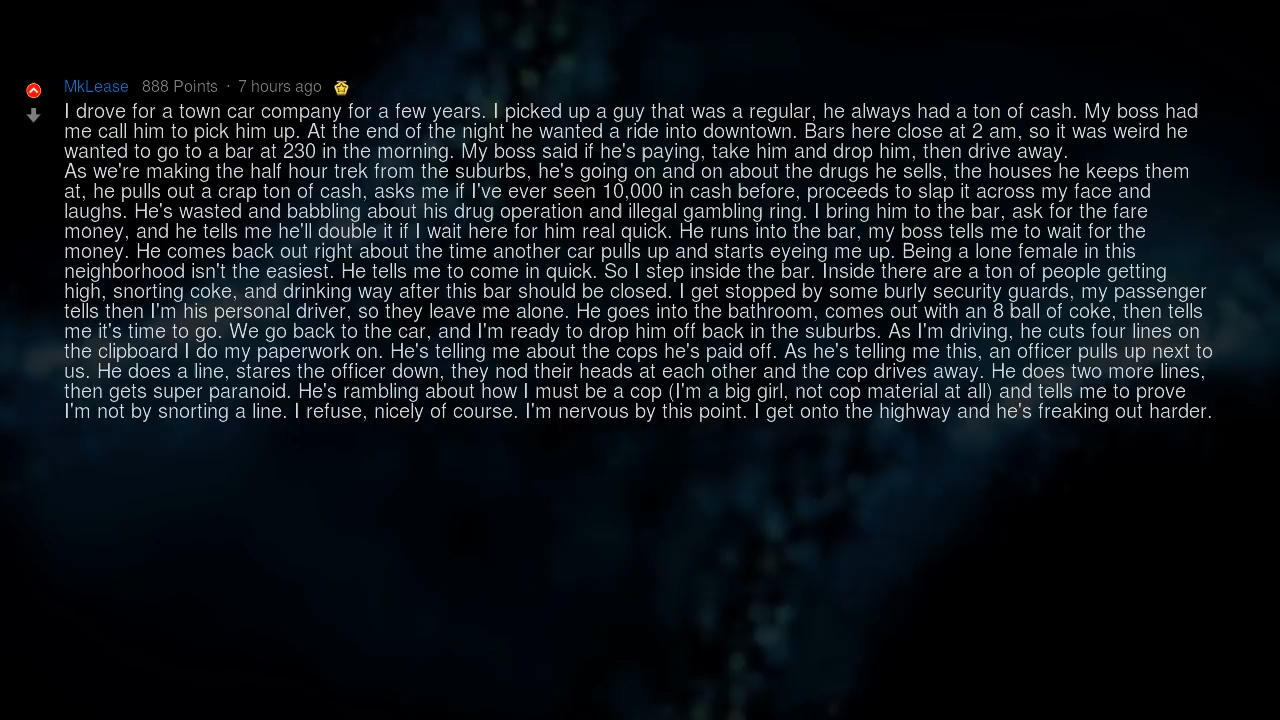 MkLease 888 Points · 7 hours ago
I drove for a town car company for a few years. I picked up a guy that was a regular, he always had a ton of cash. My boss had
me call him to pick him up. At the end of the night he wanted a ride into downtown. Bars here close at 2 am, so it was weird he
wanted to go to a bar at 230 in the morning. My boss said if he's paying, take him and drop him, then drive away.
As we're making the half hour trek from the suburbs, he's going on and on about the drugs he sells, the houses he keeps them
at, he pulls out a crap ton of cash, asks me if I've ever seen 10,000 in cash before, proceeds to slap it across my face and
laughs. He's wasted and babbling about his drug operation and illegal gambling ring. I bring him to the bar, ask for the fare
money, and he tells me he'll double it if I wait here for him real quick. He runs into the bar, my boss tells me to wait for the
money. He comes back out right about the time another car pulls up and starts eyeing me up. Being a lone female in this
neighborhood isn't the easiest. He tells me to come in quick. So I step inside the bar. Inside there are a ton of people getting
high, snorting coke, and drinking way after this bar should be closed. I get stopped by some burly security guards, my passenger
tells then I'm his personal driver, so they leave me alone. He goes into the bathroom, comes out with an 8 ball of coke, then tells
me it's time to go. We go back to the car, and I'm ready to drop him off back in the suburbs. As I'm driving, he cuts four lines on
the clipboard I do my paperwork on. He's telling me about the cops he's paid off. As he's telling me this, an officer pulls up next to
us. He does a line, stares the officer down, they nod their heads at each other and the cop drives away. He does two more lines,
then gets super paranoid. He's rambling about how I must be a cop (I'm a big girl, not cop material at all) and tells me to prove
I'm not by snorting a line. I refuse, nicely of course. I'm nervous by this point. I get onto the highway and he's freaking out harder.